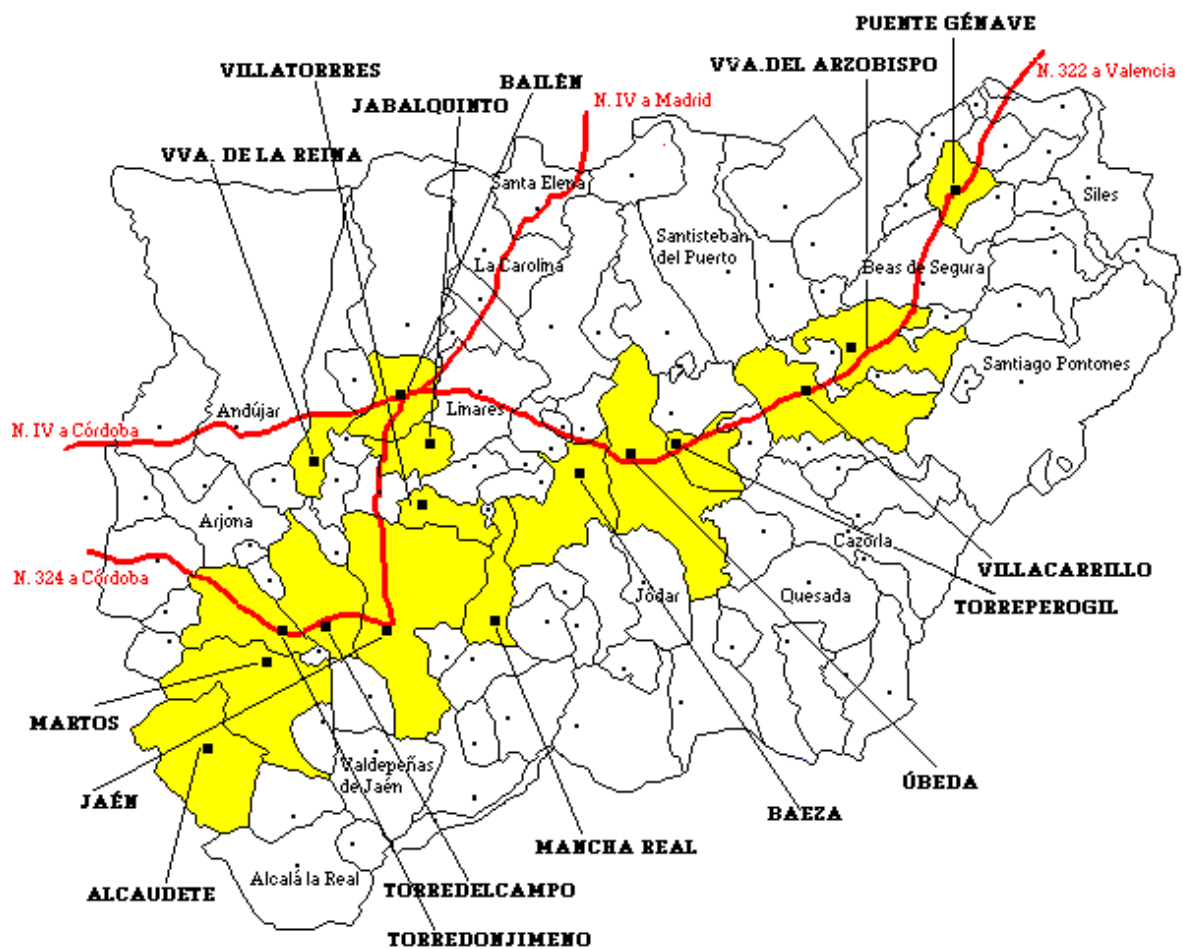 PUENTE GÉNAVE
VVA.DEL ARZOBISPO
VILLATORRRES
BAILÉN
N. 322 a Valencia
JABALQUINTO
N. IV a Madrid
VVA. DE LA REINA
Santa Elena
Siles
Santisteban
del Puerto
La Carolina
Beas de Segura
Santiago Pontones
Andújar
Linares
N. IV a Córdoba
Arjona
Cazorla
N. 324 a Córdoba
VILLACARRILLO
Jódar
Quesada
TORREPEROGIL
MARTOS
Valdepeñas
de Jaén
ÚBEDA
JAÉN
BAEZA
MANCHA REAL
Alcalá la Real
ALCAUDETE
TORREDELCAMPO
TORREDONJIMENO